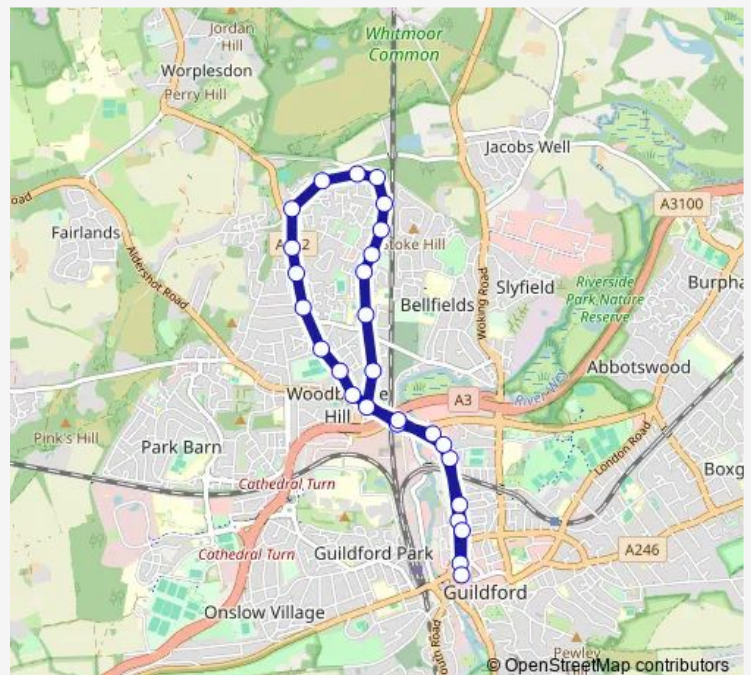 Jordan
Hill
Whitmoor
Common
Worplesdon
Perry Hill
Jacobs Well
oad
A3100
Fairlands
Stoke Hill
Aldershot Road
Woking Road
Slyfield
Riverside
Park Nature
Reserve
Burpha
Bellfields
Abbotswood
A3
Hill
Pink's Hill
Park Barn
London Road
Boxg
Cathedral Turn
Cathedral Turn
Guildford Park
A246
Onslow Village
Guildford
Pewley
© OpenStreetMap contributors